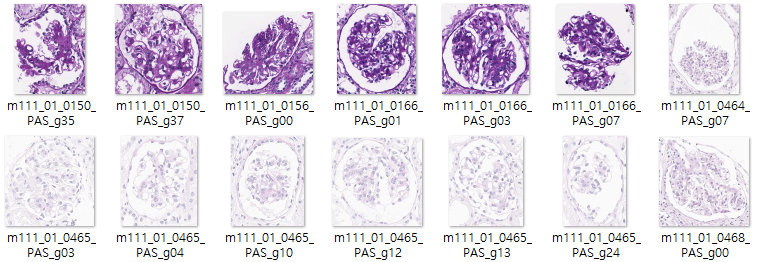 m111_01_0150_
PAS_g35
m111_01_0150_
PAS_g37
m111_01_0156_
PAS_g00
m111_01_0166_
PAS_g01
m111_01_0166_
PAS_g03
m111_01_0166_
PAS_g07
m111_01_0464_
PAS_g07
m111_01_0465_
PAS_g03
m111_01_0465_
PAS_g04
m111_01_0465_
PAS_g10
m111_01_0465_
PAS_g12
m111_01_0465_
PAS_g13
m111_01_0465_
PAS_g24
m111_01_0468_
PAS_g00